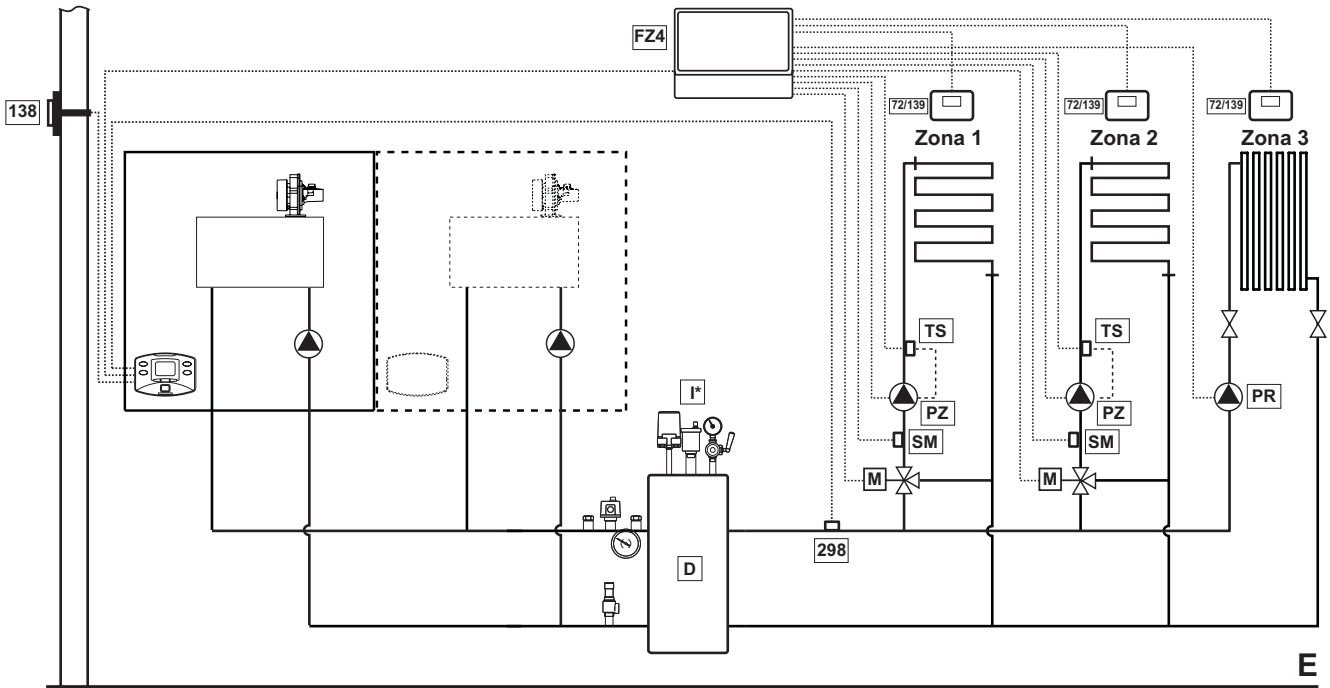 FZ4
138
72/139
72/139
72/139
Zona 1
Zona 2
Zona 3
TS
TS
I*
PZ
PZ
PR
SM
SM
M
M
298
D
E